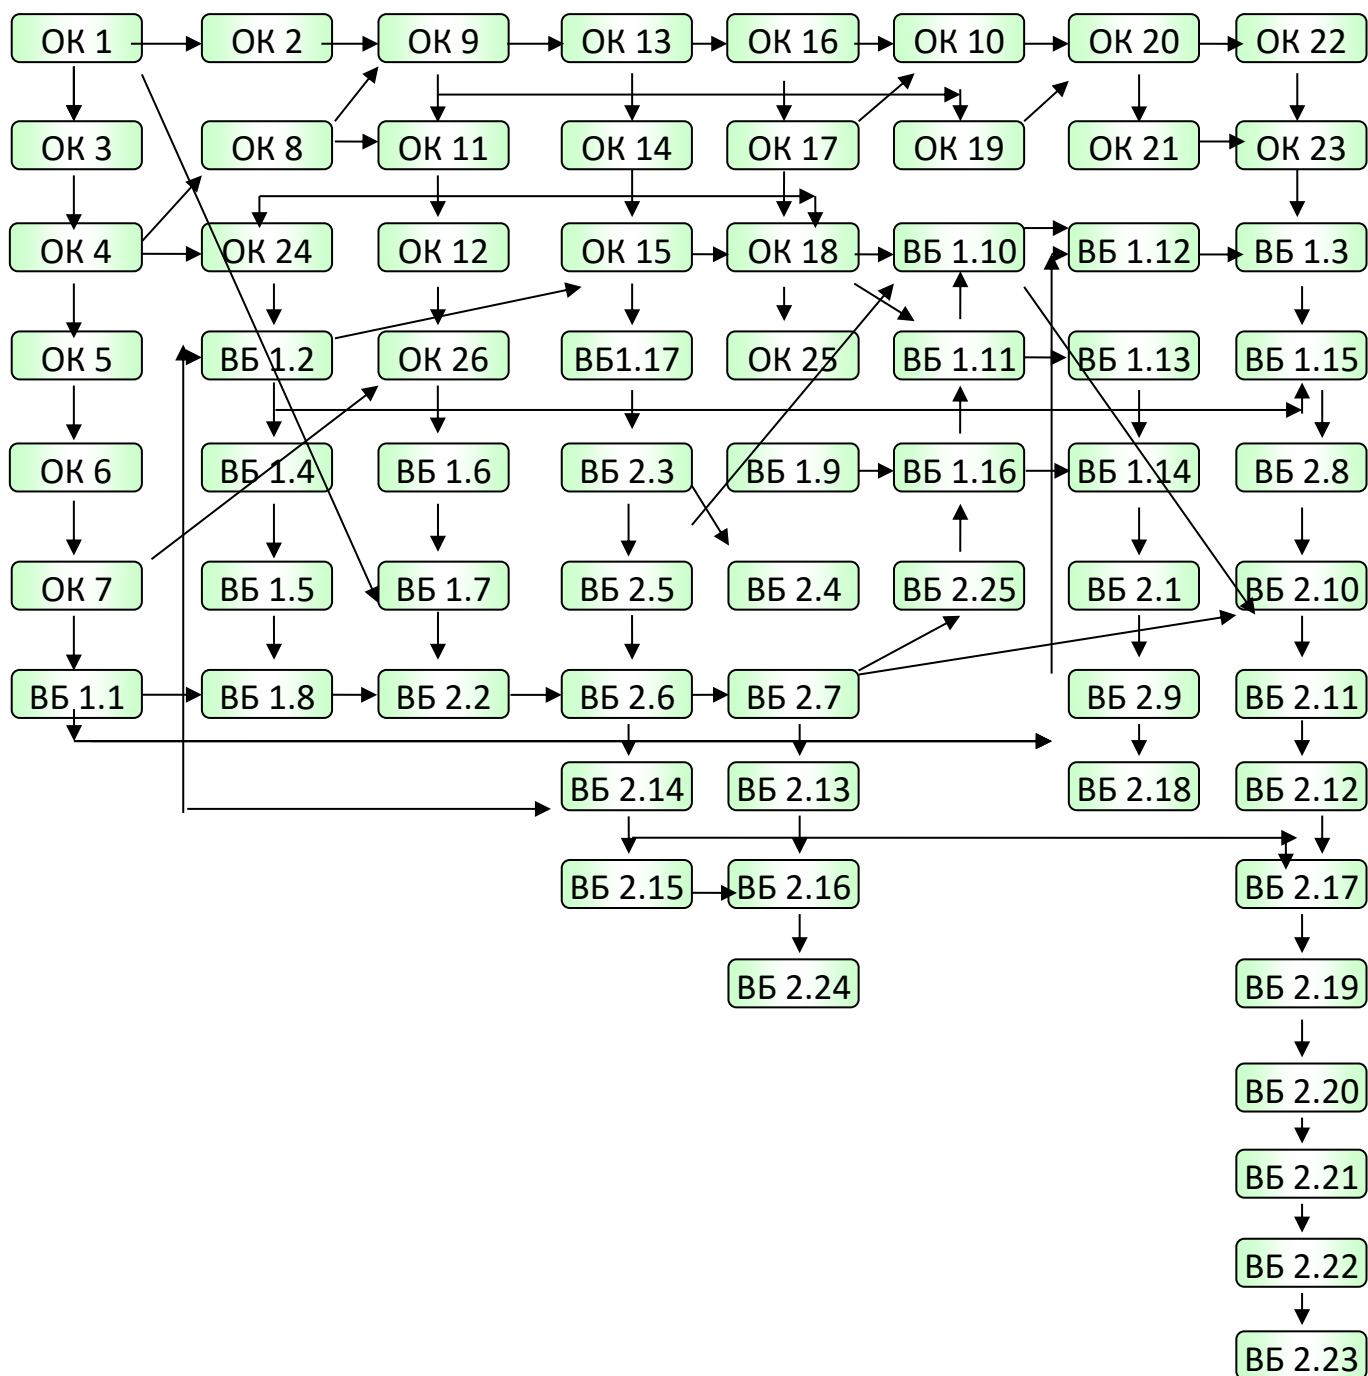 ОК 1 ОК 2 ОК 9 ОК 13 ОК 16 ОК 10 ОК 20 ОК 22
ОК 3 ОК 8 ОК 11 ОК 14 ОК 17 ОК 19 ОК 21 ОК 23
ОК 4 ОК 24 ОК 12 ОК 15 ОК 18 ВБ 1.10 ВБ 1.12 ВБ 1.3
ОК 5 ВБ 1.2 ОК 26 ВБ1.17 ОК 25 ВБ 1.11 ВБ 1.13 ВБ 1.15
ОК 6 ВБ 1.4 ВБ 1.6 ВБ 2.3 ВБ 1.9 ВБ 1.16 ВБ 1.14 ВБ 2.8
ОК 7 ВБ 1.5 ВБ 1.7 ВБ 2.5 ВБ 2.4 ВБ 2.25 ВБ 2.1 ВБ 2.10
ВБ 1.1 ВБ 1.8 ВБ 2.2 ВБ 2.6 ВБ 2.7 ВБ 2.9 ВБ 2.11
ВБ 2.14 ВБ 2.13 ВБ 2.18 ВБ 2.12
ВБ 2.15 ВБ 2.16 ВБ 2.17
ВБ 2.24 ВБ 2.19
ВБ 2.20
ВБ 2.21
ВБ 2.22
ВБ 2.23